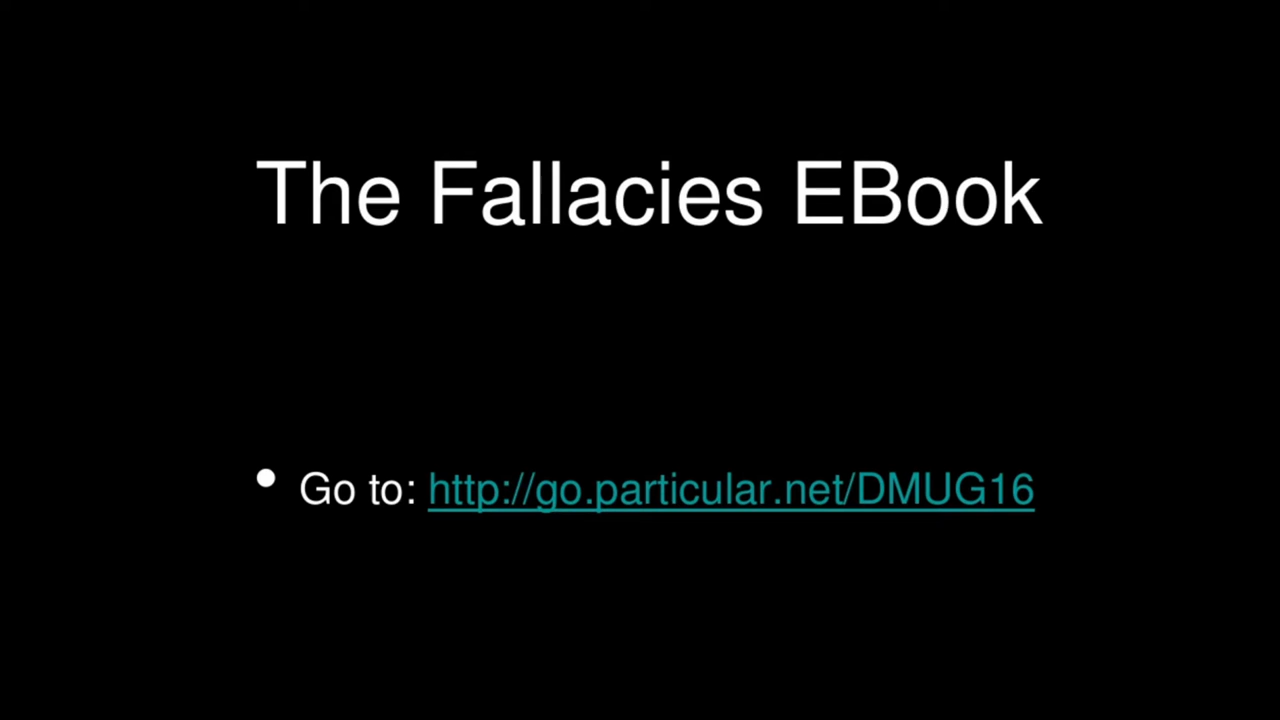 The Fallacies EBook
• Go to: http://go.particular.net/DMUG16